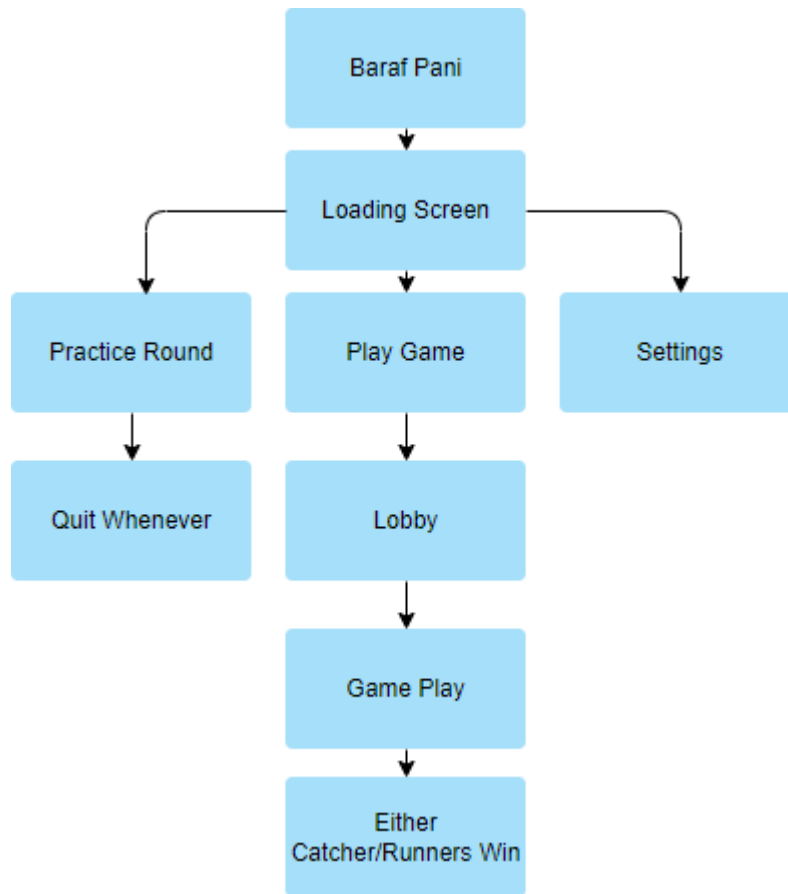 Baraf Pani
Loading Screen
Practice Round
Play Game
Settings
Quit Whenever
Lobby
Game Play
Either
Catcher/Runners Win